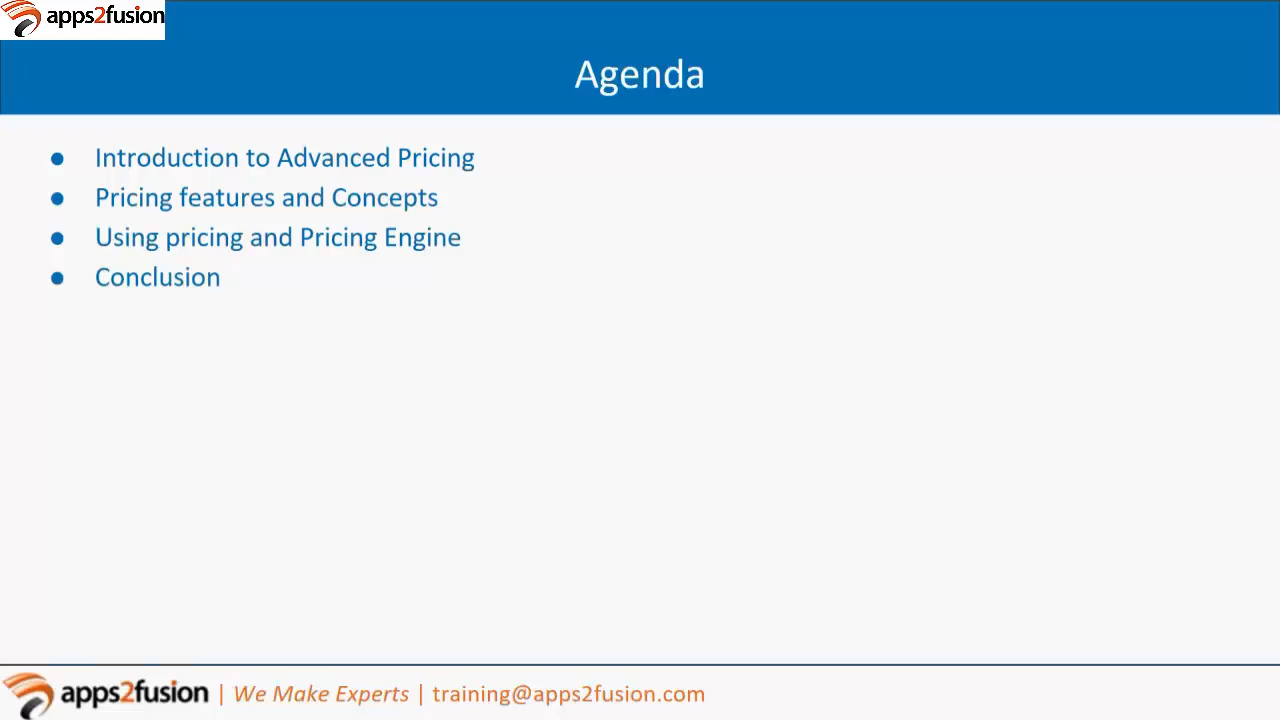 apps2fusion
Agenda
● Introduction to Advanced Pricing
● Pricing features and Concepts
● Using pricing and Pricing Engine
● Conclusion
apps2fusion | We Make Experts | training@apps2fusion.com